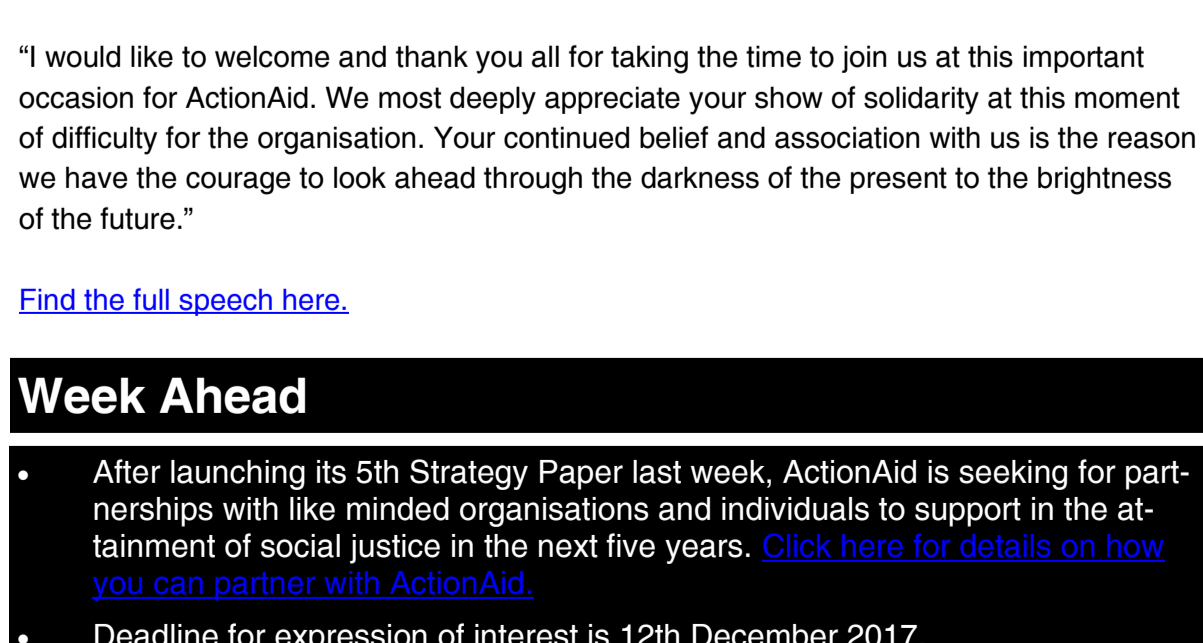 “I would like to welcome and thank you all for taking the time to join us at this important
occasion for ActionAid. We most deeply appreciate your show of solidarity at this moment
of difficulty for the organisation. Your continued belief and association with us is the reason
we have the courage to look ahead through the darkness of the present to the brightness
of the future.”
Find the full speech here.
Week Ahead
• After launching its 5th Strategy Paper last week, ActionAid is seeking for part-
nerships with like minded organisations and individuals to support in the at-
tainment of social justice in the next five years. Click here for details on how
you can partner with ActionAid.
• Deadline for expression of interest is 12th December 2017